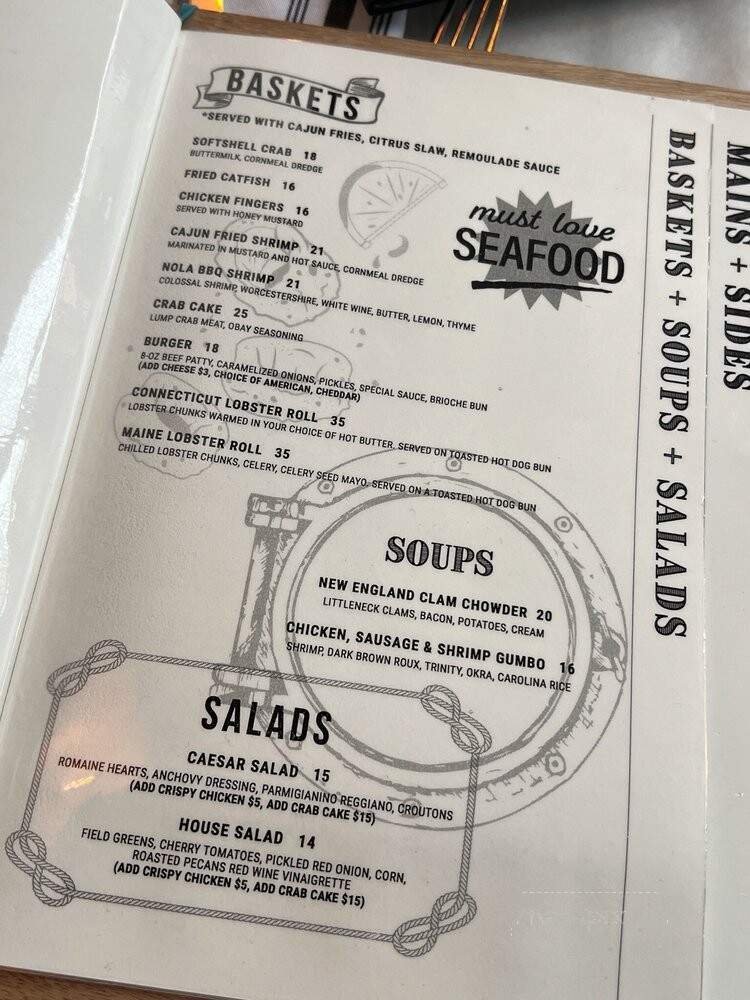 BASKETS
*SERVED WITH CAJUN FRIES, CITRUS SLAW, REMOULADE SAUCE
SOFTSHELL CRAB 18
BUTTERMILK, CORNMEAL DREDGE
FRIED CATFISH 16
CHICKEN FINGERS 16
SERVED WITH HONEY MUSTARD
CAJUN FRIED SHRIMP 21
MARINATED IN MUSTARD AND HOT SAUCE, CORNMEAL DREDGE
NOLA BBQ SHRIMP 21
COLOSSAL SHRIMP, WORCESTERSHIRE, WHITE WINE, BUTTER, LEMON, THYME
CRAB CAKE 25
LUMP CRAB MEAT, OBAY SEASONING
BURGER 18
8-OZ BEEF PATTY, CARAMELIZED ONIONS, PICKLES, SPECIAL SAUCE, BRIOCHE BUN
(ADD CHEESE $3, CHOICE OF AMERICAN, CHEDDAR)
CONNECTICUT LOBSTER ROLL 35
LOBSTER CHUNKS WARMED IN YOUR CHOICE OF HOT BUTTER. SERVED ON TOASTED HOT DOG BUN
MAINE LOBSTER ROLL 35
CHILLED LOBSTER CHUNKS, CELERY, CELERY SEED MAYO. SERVED ON A TOASTED HOT DOG BUN
must love
SEAFOOD
SOUPS
NEW ENGLAND CLAM CHOWDER 20
LITTLENECK CLAMS, BACON, POTATOES, CREAM
CHICKEN, SAUSAGE & SHRIMP GUMBO 16
SHRIMP, DARK BROWN ROUX, TRINITY, OKRA, CAROLINA RICE
SALADS
CAESAR SALAD 15
ROMAINE HEARTS, ANCHOVY DRESSING, PARMIGIANINO REGGIANO, CROUTONS
(ADD CRISPY CHICKEN $5, ADD CRAB CAKE $15)
HOUSE SALAD 14
FIELD GREENS, CHERRY TOMATOES, PICKLED RED ONION, CORN,
ROASTED PECANS RED WINE VINAIGRETTE
(ADD CRISPY CHICKEN $5, ADD CRAB CAKE $15)
BASKETS + SOUPS + SALADS
MAINS + SIDES